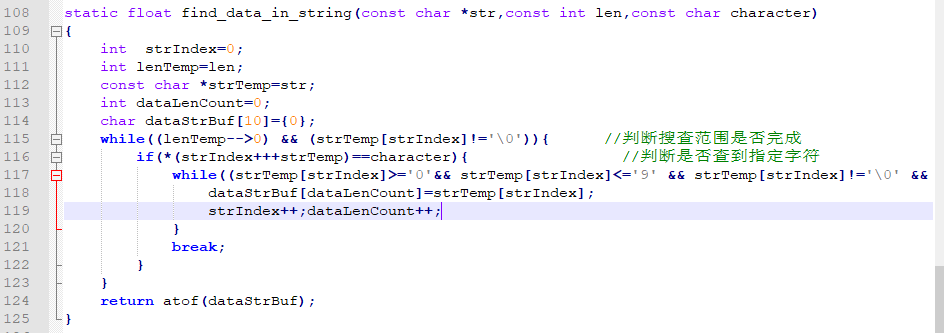 108 static float find_data_in_string(const char *str,const int len,const char character)
109 {
110     int  strIndex=0;
111     int lenTemp=len;
112     const char *strTemp=str;
113     int dataLenCount=0;
114     char dataStrBuf[10]={0};
115     while((lenTemp-->0) && (strTemp[strIndex]!='\0')){       //判断搜查范围是否完成
116         if(*(strIndex+++strTemp)==character){                 //判断是否查到指定字符
117             while((strTemp[strIndex]>='0'&& strTemp[strIndex]<='9' && strTemp[strIndex]!='\0' &&
118                 dataStrBuf[dataLenCount]=strTemp[strIndex];
119                 strIndex++;dataLenCount++;
120             }
121             break;
122         }
123     }
124     return atof(dataStrBuf);
125 }